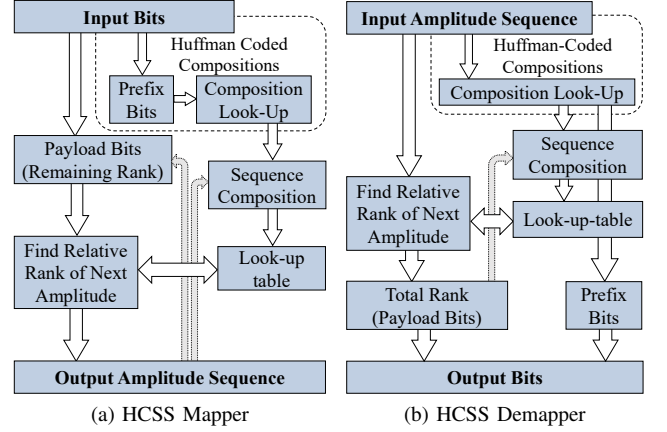 Input Bits
Huffman Coded
Compositions
Prefix
Bits
Composition
Look-Up
Payload Bits
(Remaining Rank)
Sequence
Composition
Find Relative
Rank of Next
Amplitude
Look-up
table
Output Amplitude Sequence
(a) HCSS Mapper
Input Amplitude Sequence
Huffman-Coded
Compositions
Composition Look-Up
Sequence
Composition
Find Relative
Rank of Next
Amplitude
Look-up-table
Total Rank
(Payload Bits)
Prefix
Bits
Output Bits
(b) HCSS Demapper